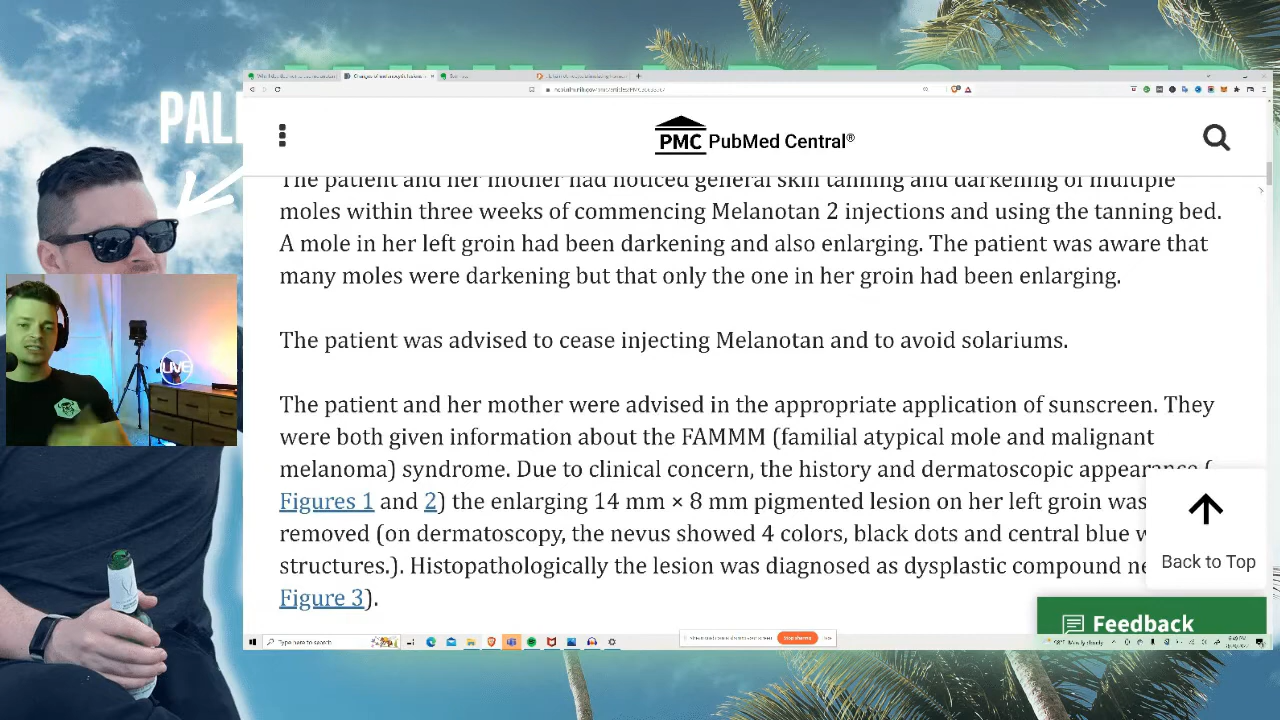 PAL
PMC PubMed Central®
The patient and her mother had noticed general skin tanning and darkening of multiple
moles within three weeks of commencing Melanotan 2 injections and using the tanning bed.
A mole in her left groin had been darkening and also enlarging. The patient was aware that
many moles were darkening but that only the one in her groin had been enlarging.
The patient was advised to cease injecting Melanotan and to avoid solariums.
The patient and her mother were advised in the appropriate application of sunscreen. They
were both given information about the FAMMM (familial atypical mole and malignant
melanoma) syndrome. Due to clinical concern, the history and dermatoscopic appearance (
Figures 1 and 2) the enlarging 14 mm × 8 mm pigmented lesion on her left groin was
removed (on dermatoscopy, the nevus showed 4 colors, black dots and central blue w
structures.). Histopathologically the lesion was diagnosed as dysplastic compound ne
Figure 3).
Back to Top
Feedback
LIVE
Type here to search
Stop sharing